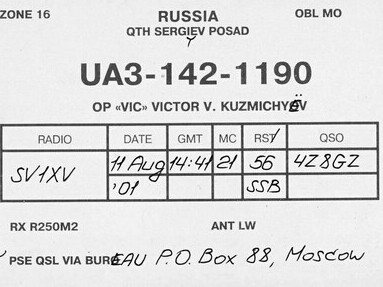 ZONE 16 RUSSIA OBL MO
QTH SERGIEV POSAD
UA3-142-1190
OP «VIC» VICTOR V. KUZMICHYËV
RADIO DATE GMT MC RST QSO
SV1XV 11 Aug 14:41 21 56 4Z8GZ
'01 SSB
RX R250M2 ANT LW
PSE QSL VIA BUREAU P.O. Box 88, Moscow